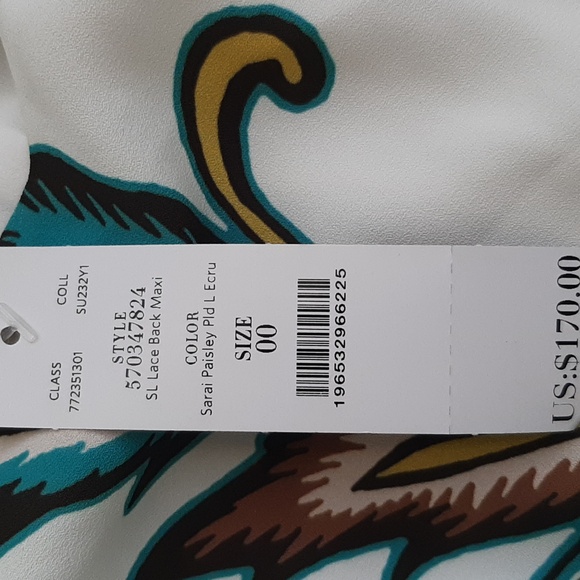 CLASS
772351301
COLL
SU232Y1
STYLE
570347824
SL Lace Back Maxi
COLOR
Sarai Paisley Pld L Ecru
SIZE
00
196532966225
US:$170.00